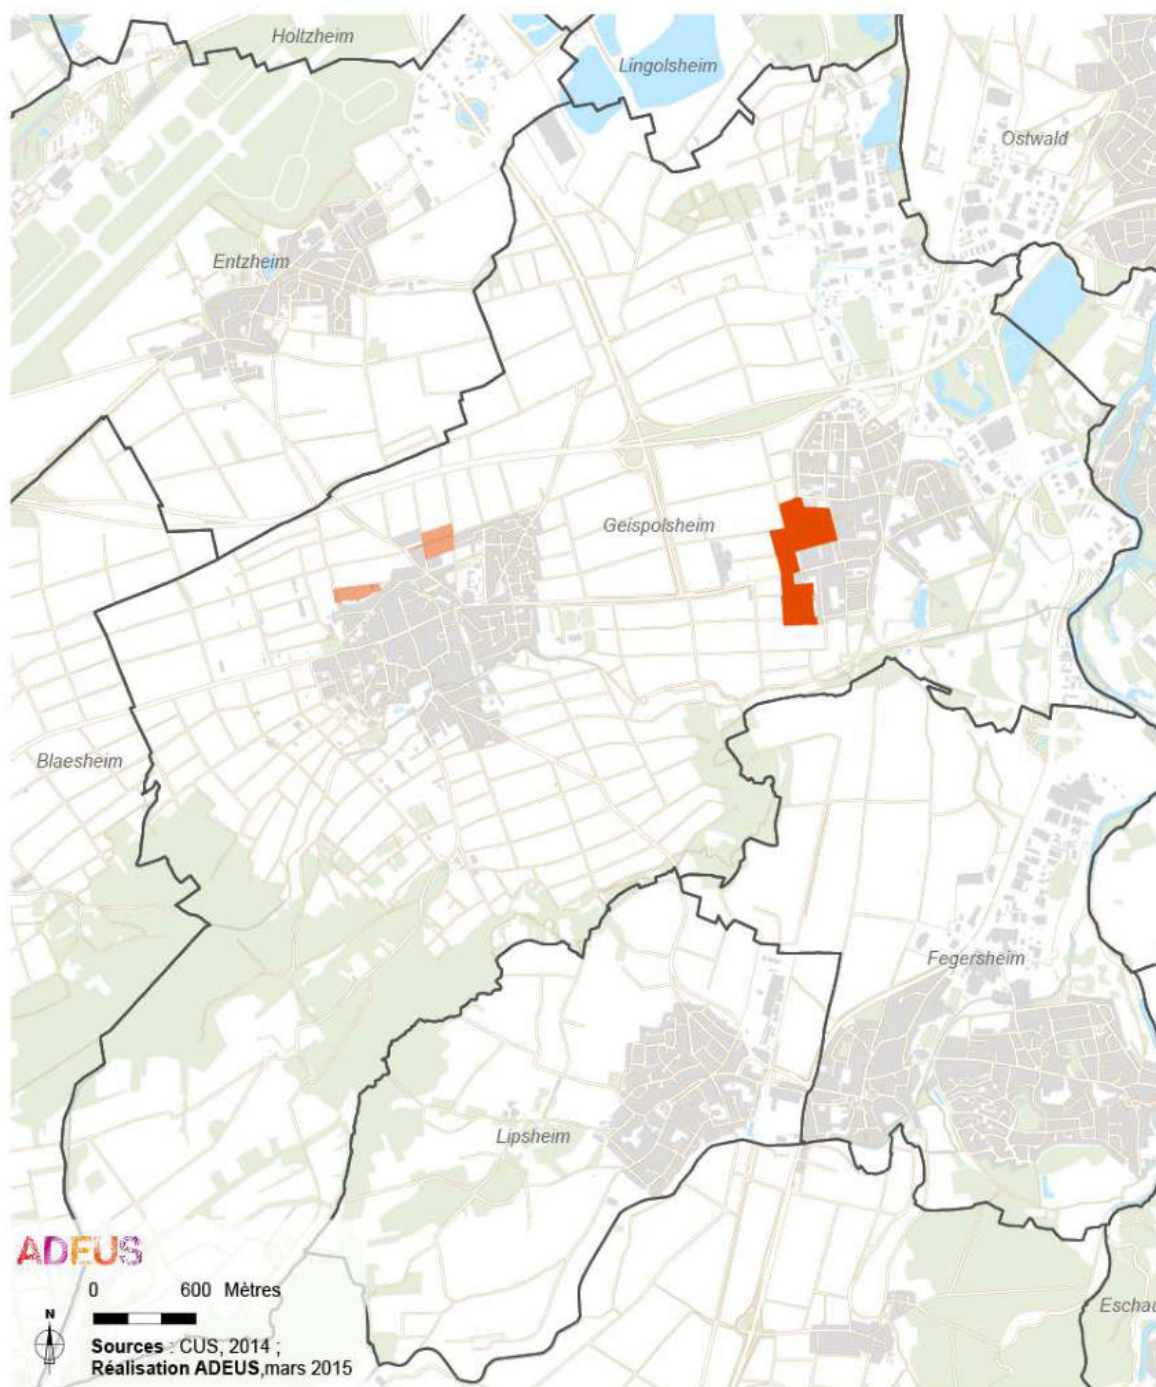 Holtzheim
Lingolsheim
Ostwald
Entzheim
Geispolsheim
Blaesheim
Fegersheim
Lipsheim
ADEUS
0 600 Mètres
N
Eschau
Sources : CUS, 2014 ;
Réalisation ADEUS,mars 2015